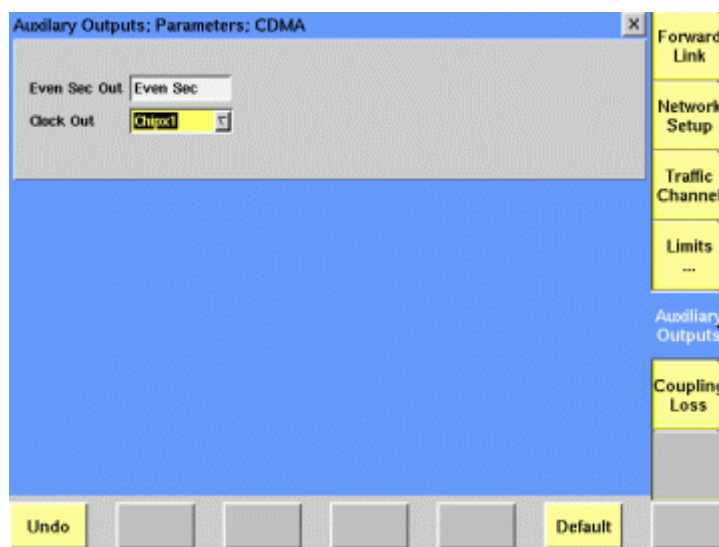 Auxilary Outputs: Parameters: CDMA
Even Sec Out Even Sec
Clock Out Chipx1
Forward
Link
Network
Setup
Traffic
Channel
Limits
...
Auxiliary
Outputs
Coupling
Loss
Undo
Default